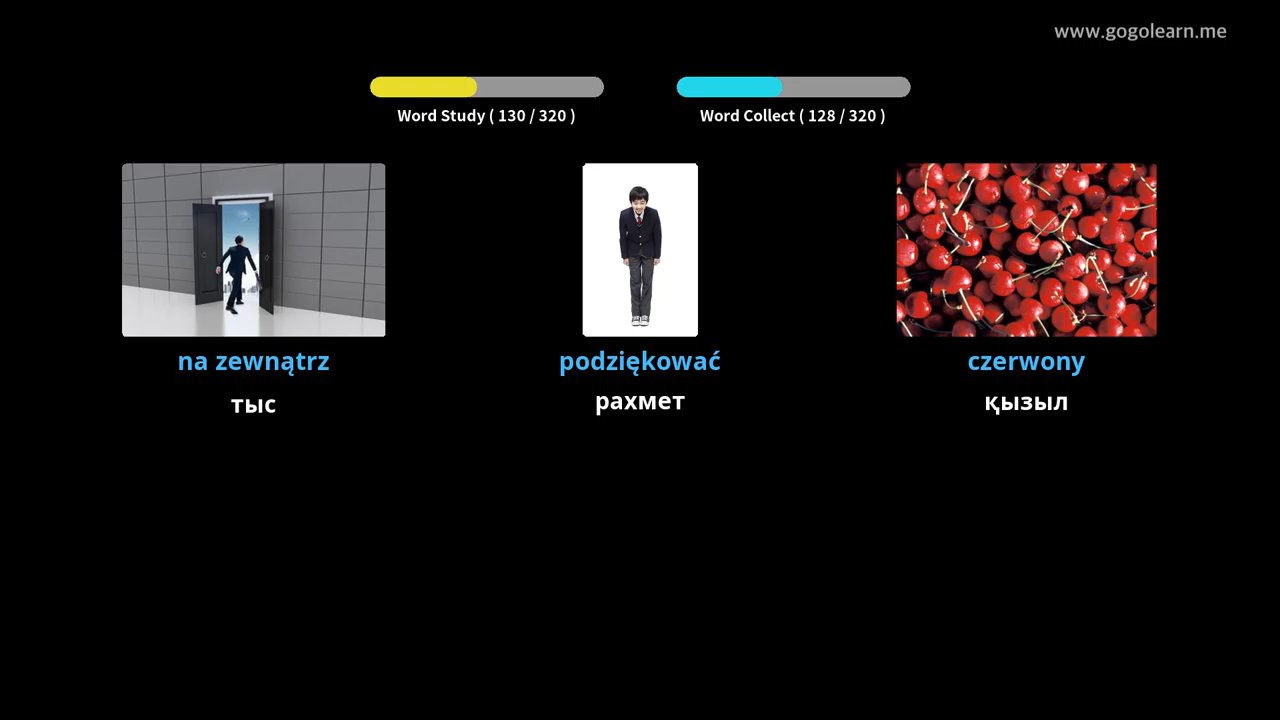 www.gogolearn.me
Word Study ( 130 / 320 )
Word Collect ( 128 / 320 )
na zewnątrz
podziękować
czerwony
тыс
рахмет
қызыл